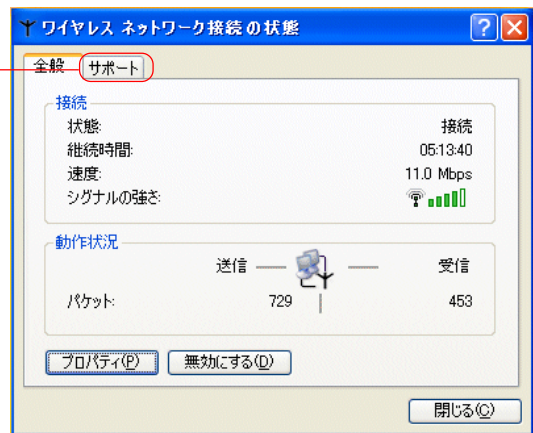 ワイヤレス ネットワーク接続の状態
全般 サポート
接続
状態: 接続
継続時間: 05:13:40
速度: 11.0 Mbps
シグナルの強さ:
動作状況
送信 受信
パケット: 729 453
プロパティ(P) 無効にする(D)
閉じる(C)